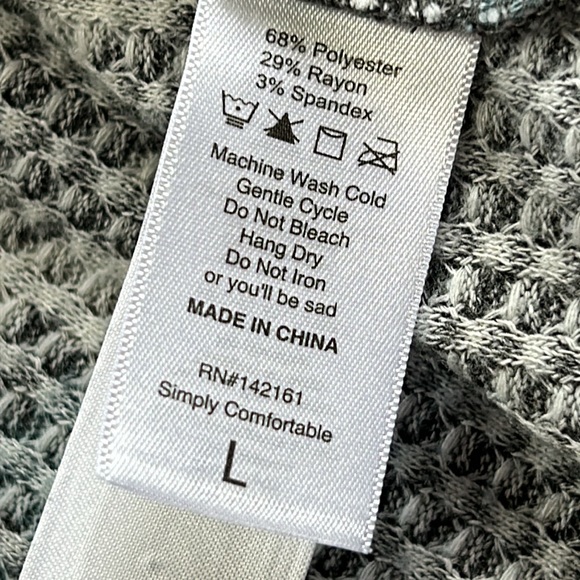 68% Polyester
29% Rayon
3% Spandex
Machine Wash Cold
Gentle Cycle
Do Not Bleach
Hang Dry
Do Not Iron
or you'll be sad
MADE IN CHINA
RN#142161
Simply Comfortable
L